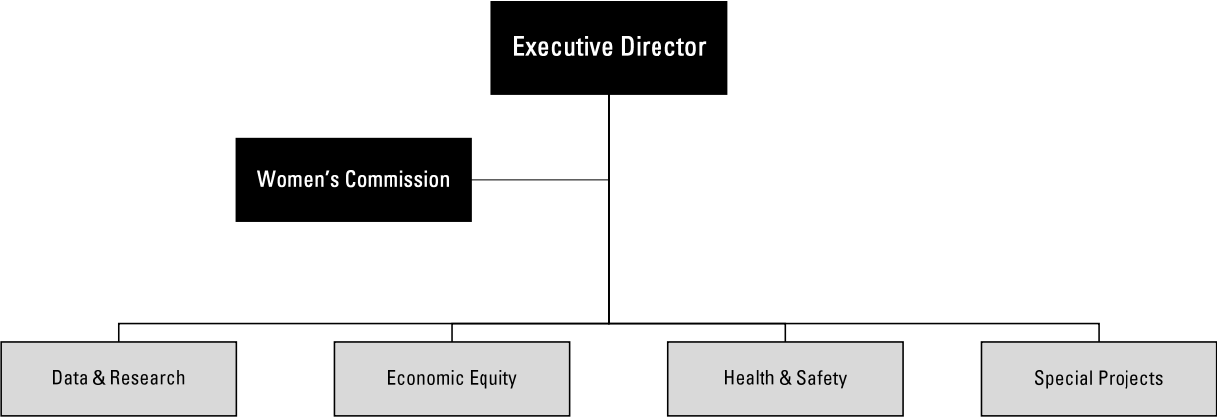 Executive Director
Women’s Commission
Data & Research
Economic Equity
Health & Safety
Special Projects